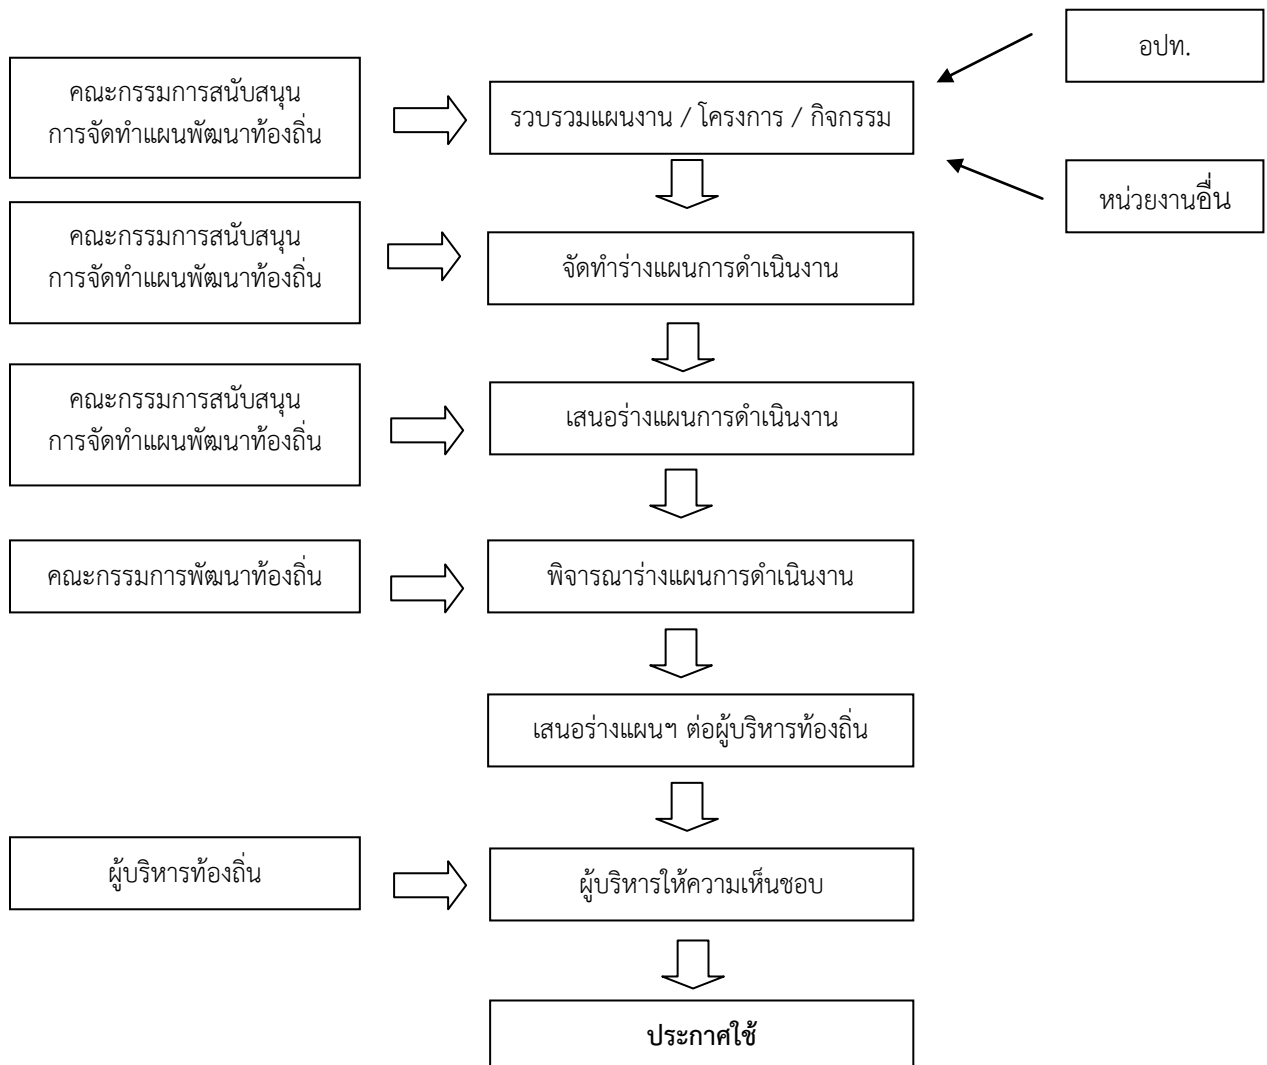 อปท.
คณะกรรมการสนับสนุน
การจัดทำแผนพัฒนาท้องถิ่น
รวบรวมแผนงาน / โครงการ / กิจกรรม
หน่วยงานอื่น
คณะกรรมการสนับสนุน
การจัดทำแผนพัฒนาท้องถิ่น
จัดทำร่างแผนการดำเนินงาน
คณะกรรมการสนับสนุน
การจัดทำแผนพัฒนาท้องถิ่น
เสนอร่างแผนการดำเนินงาน
คณะกรรมการพัฒนาท้องถิ่น
พิจารณาร่างแผนการดำเนินงาน
เสนอร่างแผนฯ ต่อผู้บริหารท้องถิ่น
ผู้บริหารท้องถิ่น
ผู้บริหารให้ความเห็นชอบ
ประกาศใช้